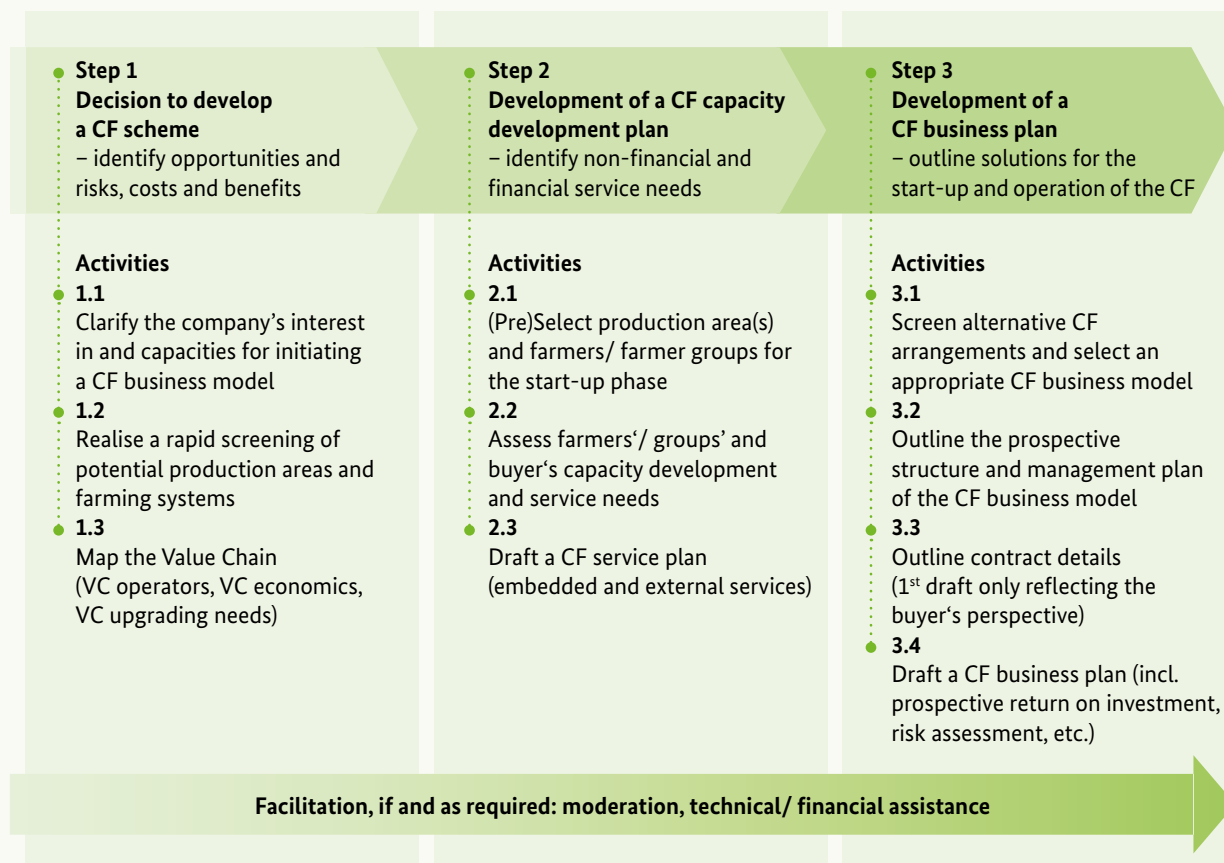 Step 1
Decision to develop
a CF scheme
– identify opportunities and
risks, costs and benefits
Activities
1.1
Clarify the company’s interest
in and capacities for initiating
a CF business model
1.2
Realise a rapid screening of
potential production areas and
farming systems
1.3
Map the Value Chain
(VC operators, VC economics,
VC upgrading needs)
Step 2
Development of a CF capacity
development plan
– identify non-financial and
financial service needs
Activities
2.1
(Pre)Select production area(s)
and farmers/ farmer groups for
the start-up phase
2.2
Assess farmers‘/ groups’ and
buyer‘s capacity development
and service needs
2.3
Draft a CF service plan
(embedded and external services)
Step 3
Development of a
CF business plan
– outline solutions for the
start-up and operation of the CF
Activities
3.1
Screen alternative CF
arrangements and select an
appropriate CF business model
3.2
Outline the prospective
structure and management plan
of the CF business model
3.3
Outline contract details
(1st draft only reflecting the
buyer‘s perspective)
3.4
Draft a CF business plan (incl.
prospective return on investment,
risk assessment, etc.)
Facilitation, if and as required: moderation, technical/ financial assistance